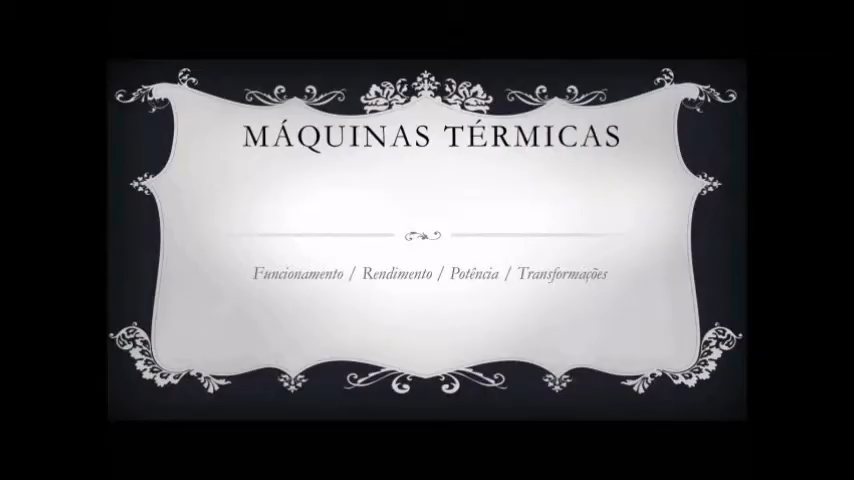 MÁQUINAS TÉRMICAS
Funcionamento / Rendimento / Potência / Transformações